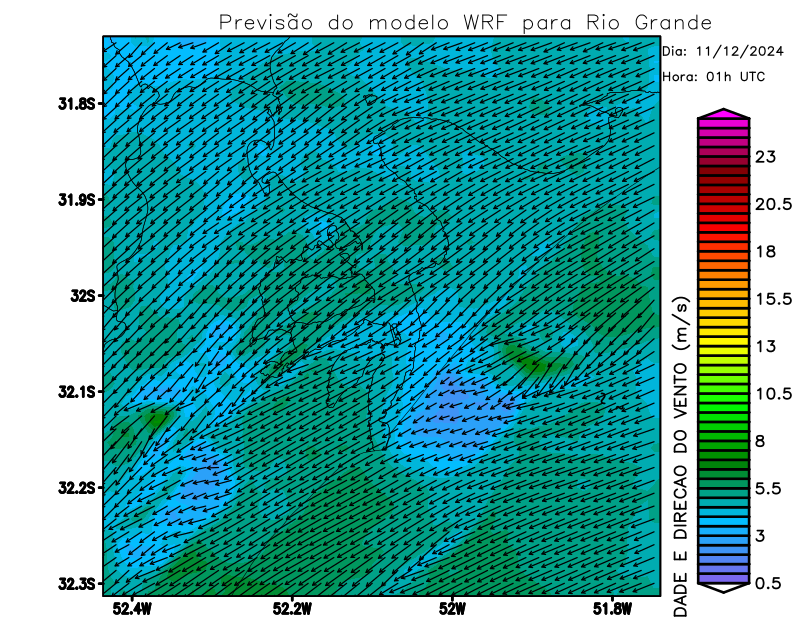 Previsão do modelo WRF para Rio Grande
Dia: 11/12/2024
Hora: 01h UTC
31.8S
31.9S
32S
32.1S
32.2S
32.3S
52.4W
52.2W
52W
51.8W
23
20.5
18
15.5
13
10.5
8
5.5
3
0.5
DADE E DIRECAO DO VENTO (m/s)